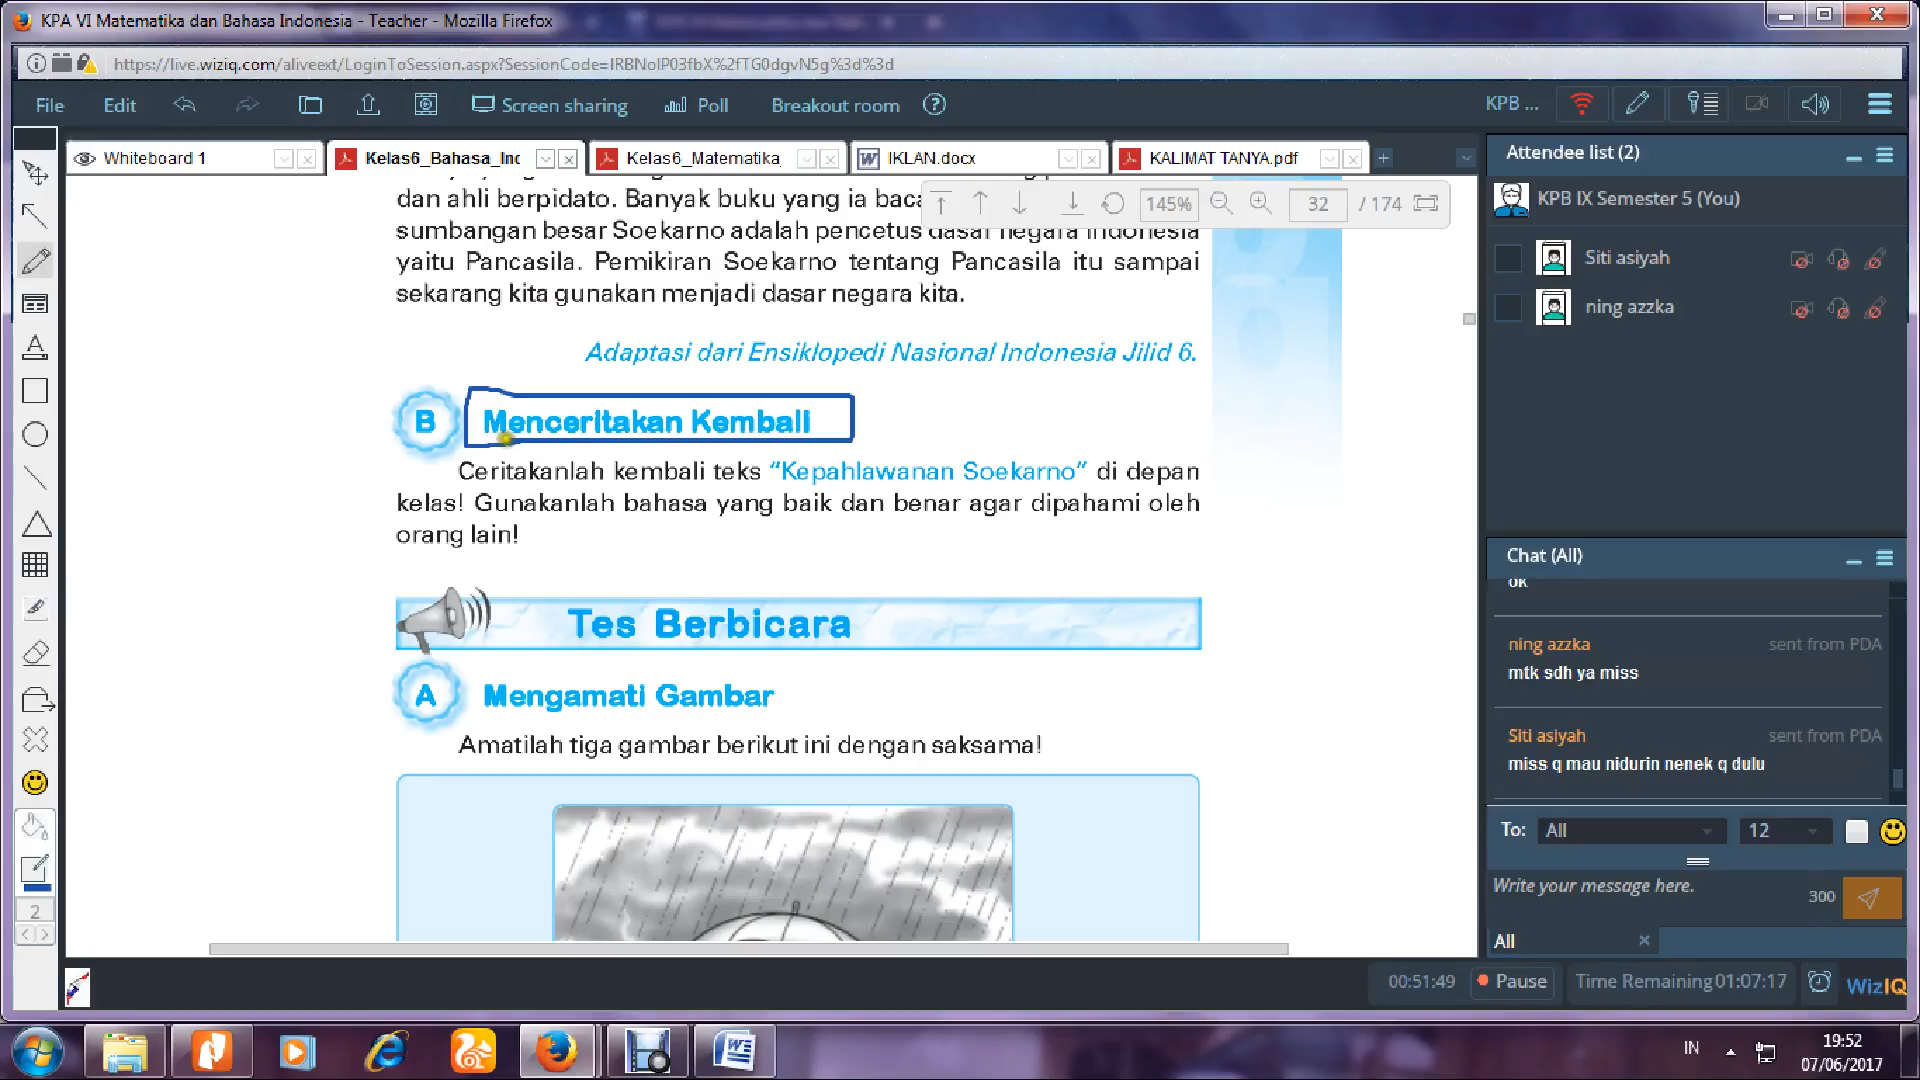 KPA VI Matematika dan Bahasa Indonesia - Teacher - Mozilla Firefox
https://live.wiziq.com/aliveext/LoginToSession.aspx?SessionCode=IRBNolP03fbX%2fTG0dgvN5g%3d%3d
File Edit Screen sharing Poll Breakout room KPB ...
Whiteboard 1 Kelas6_Bahasa_Inc Kelas6_Matematika_ IKLAN.docx KALIMAT TANYA.pdf
145% 32 / 174
dan ahli berpidato. Banyak buku yang ia baca
sumbangan besar Soekarno adalah pencetus dasar negara Indonesia
yaitu Pancasila. Pemikiran Soekarno tentang Pancasila itu sampai
sekarang kita gunakan menjadi dasar negara kita.
Adaptasi dari Ensiklopedi Nasional Indonesia Jilid 6.
B Menceritakan Kembali
Ceritakanlah kembali teks “Kepahlawanan Soekarno” di depan
kelas! Gunakanlah bahasa yang baik dan benar agar dipahami oleh
orang lain!
Tes Berbicara
A Mengamati Gambar
Amatilah tiga gambar berikut ini dengan saksama!
Attendee list (2)
KPB IX Semester 5 (You)
Siti asiyah
ning azzka
Chat (All)
ok
ning azzka sent from PDA
mtk sdh ya miss
Siti asiyah sent from PDA
miss q mau nidurin nenek q dulu
To: All 12
Write your message here. 300
All
2
00:51:49 Pause Time Remaining 01:07:17 WizIQ
IN 19:52
07/06/2017